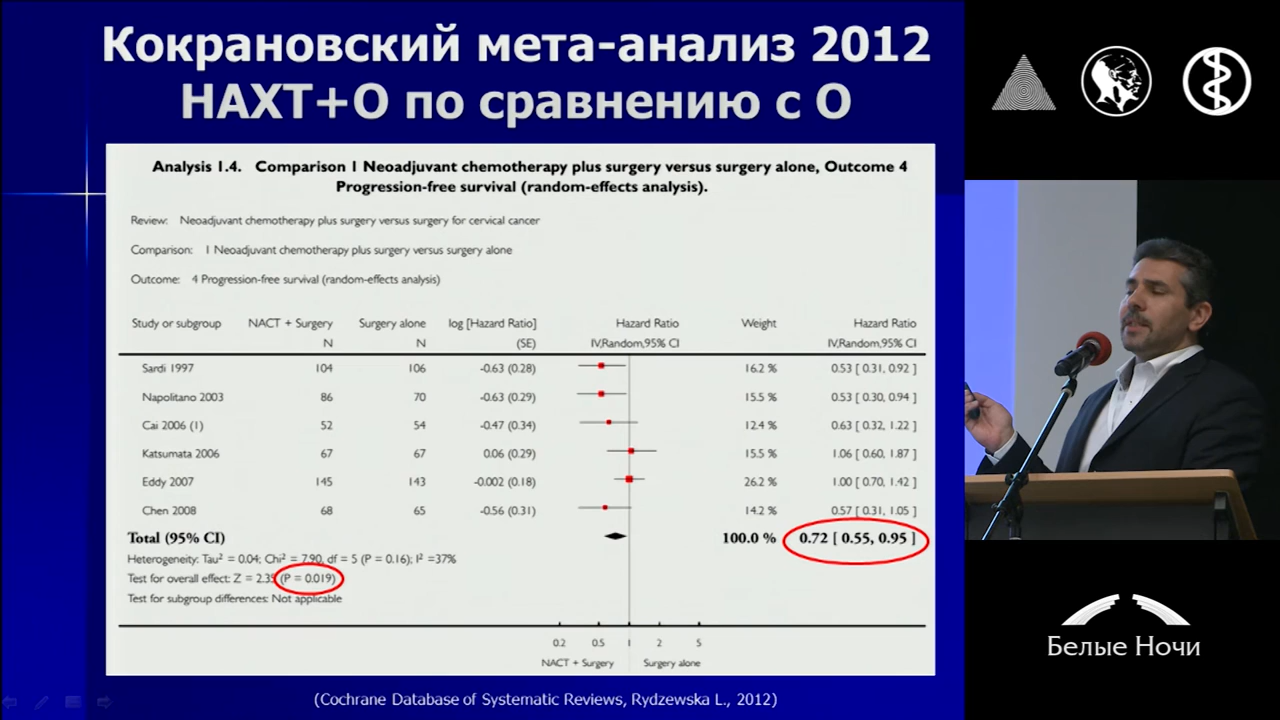 Кокрановский мета-анализ 2012
НАХТ+О по сравнению с О
Analysis 1.4. Comparison 1 Neoadjuvant chemotherapy plus surgery versus surgery alone, Outcome 4
Progression-free survival (random-effects analysis).
Review: Neoadjuvant chemotherapy plus surgery versus surgery for cervical cancer
Comparison: 1 Neoadjuvant chemotherapy plus surgery versus surgery alone
Outcome: 4 Progression-free survival (random-effects analysis)
Study or subgroup NACT + Surgery Surgery alone log [Hazard Ratio] Hazard Ratio Weight Hazard Ratio
N N (SE) IV,Random,95% CI IV,Random,95% CI
Sardi 1997 104 106 -0.63 (0.28) 16.2 % 0.53 [ 0.31, 0.92 ]
Napolitano 2003 86 70 -0.63 (0.29) 15.5 % 0.53 [ 0.30, 0.94 ]
Cai 2006 (1) 52 54 -0.47 (0.34) 12.4 % 0.63 [ 0.32, 1.22 ]
Katsumata 2006 67 67 0.06 (0.29) 15.5 % 1.06 [ 0.60, 1.87 ]
Eddy 2007 145 143 -0.002 (0.18) 26.2 % 1.00 [ 0.70, 1.42 ]
Chen 2008 68 65 -0.56 (0.31) 14.2 % 0.57 [ 0.31, 1.05 ]
Total (95% CI) 100.0 % 0.72 [ 0.55, 0.95 ]
Heterogeneity: Tau² = 0.04; Chi² = 7.90, df = 5 (P = 0.16); I² =37%
Test for overall effect: Z = 2.35 (P = 0.019)
Test for subgroup differences: Not applicable
0.2 0.5 1 2 5
NACT + Surgery Surgery alone
(Cochrane Database of Systematic Reviews, Rydzewska L., 2012)
Белые Ночи